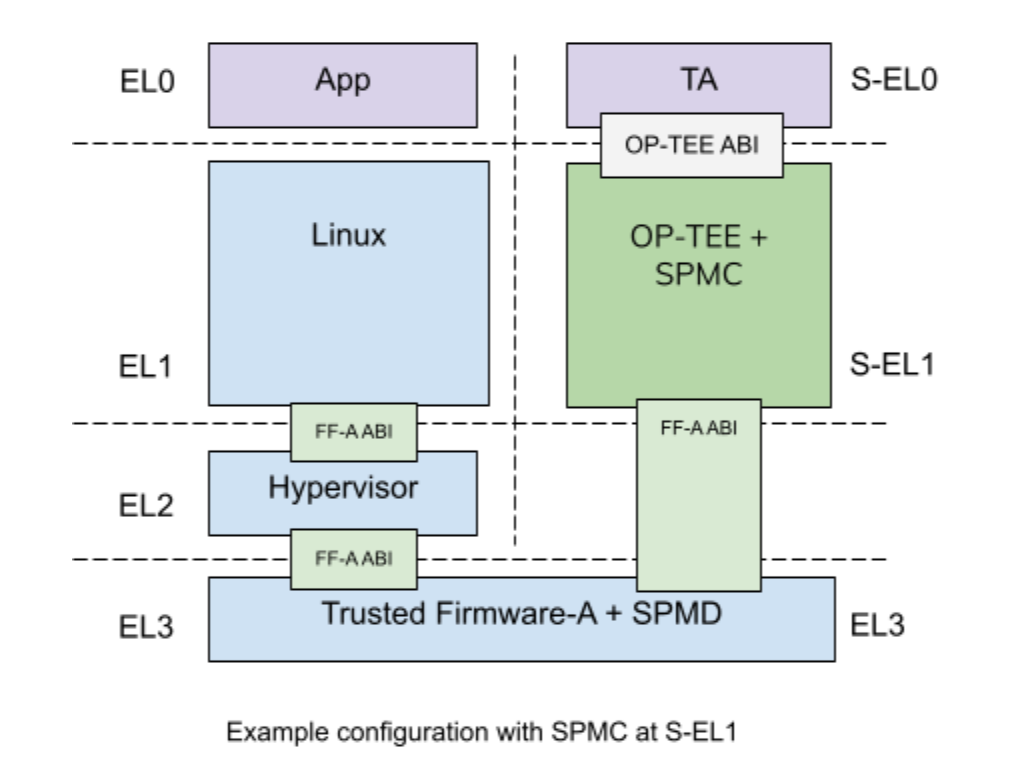 EL0
App
TA
S-EL0
OP-TEE ABI
Linux
OP-TEE +
SPMC
EL1
S-EL1
FF-A ABI
FF-A ABI
Hypervisor
EL2
FF-A ABI
Trusted Firmware-A + SPMD
EL3
EL3
Example configuration with SPMC at S-EL1